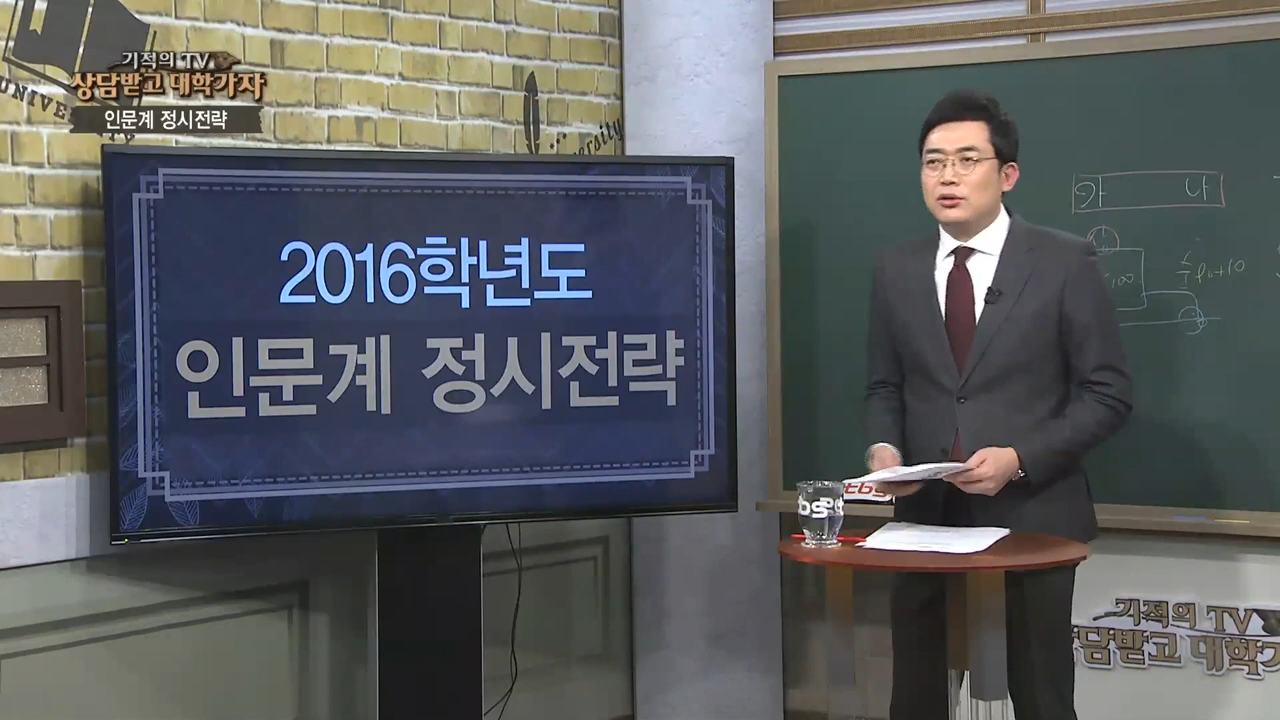 기적의 TV
상담받고 대학가자
인문계 정시전략
2016학년도
인문계 정시전략
가 나
tbs
기적의 TV
상담받고 대학가